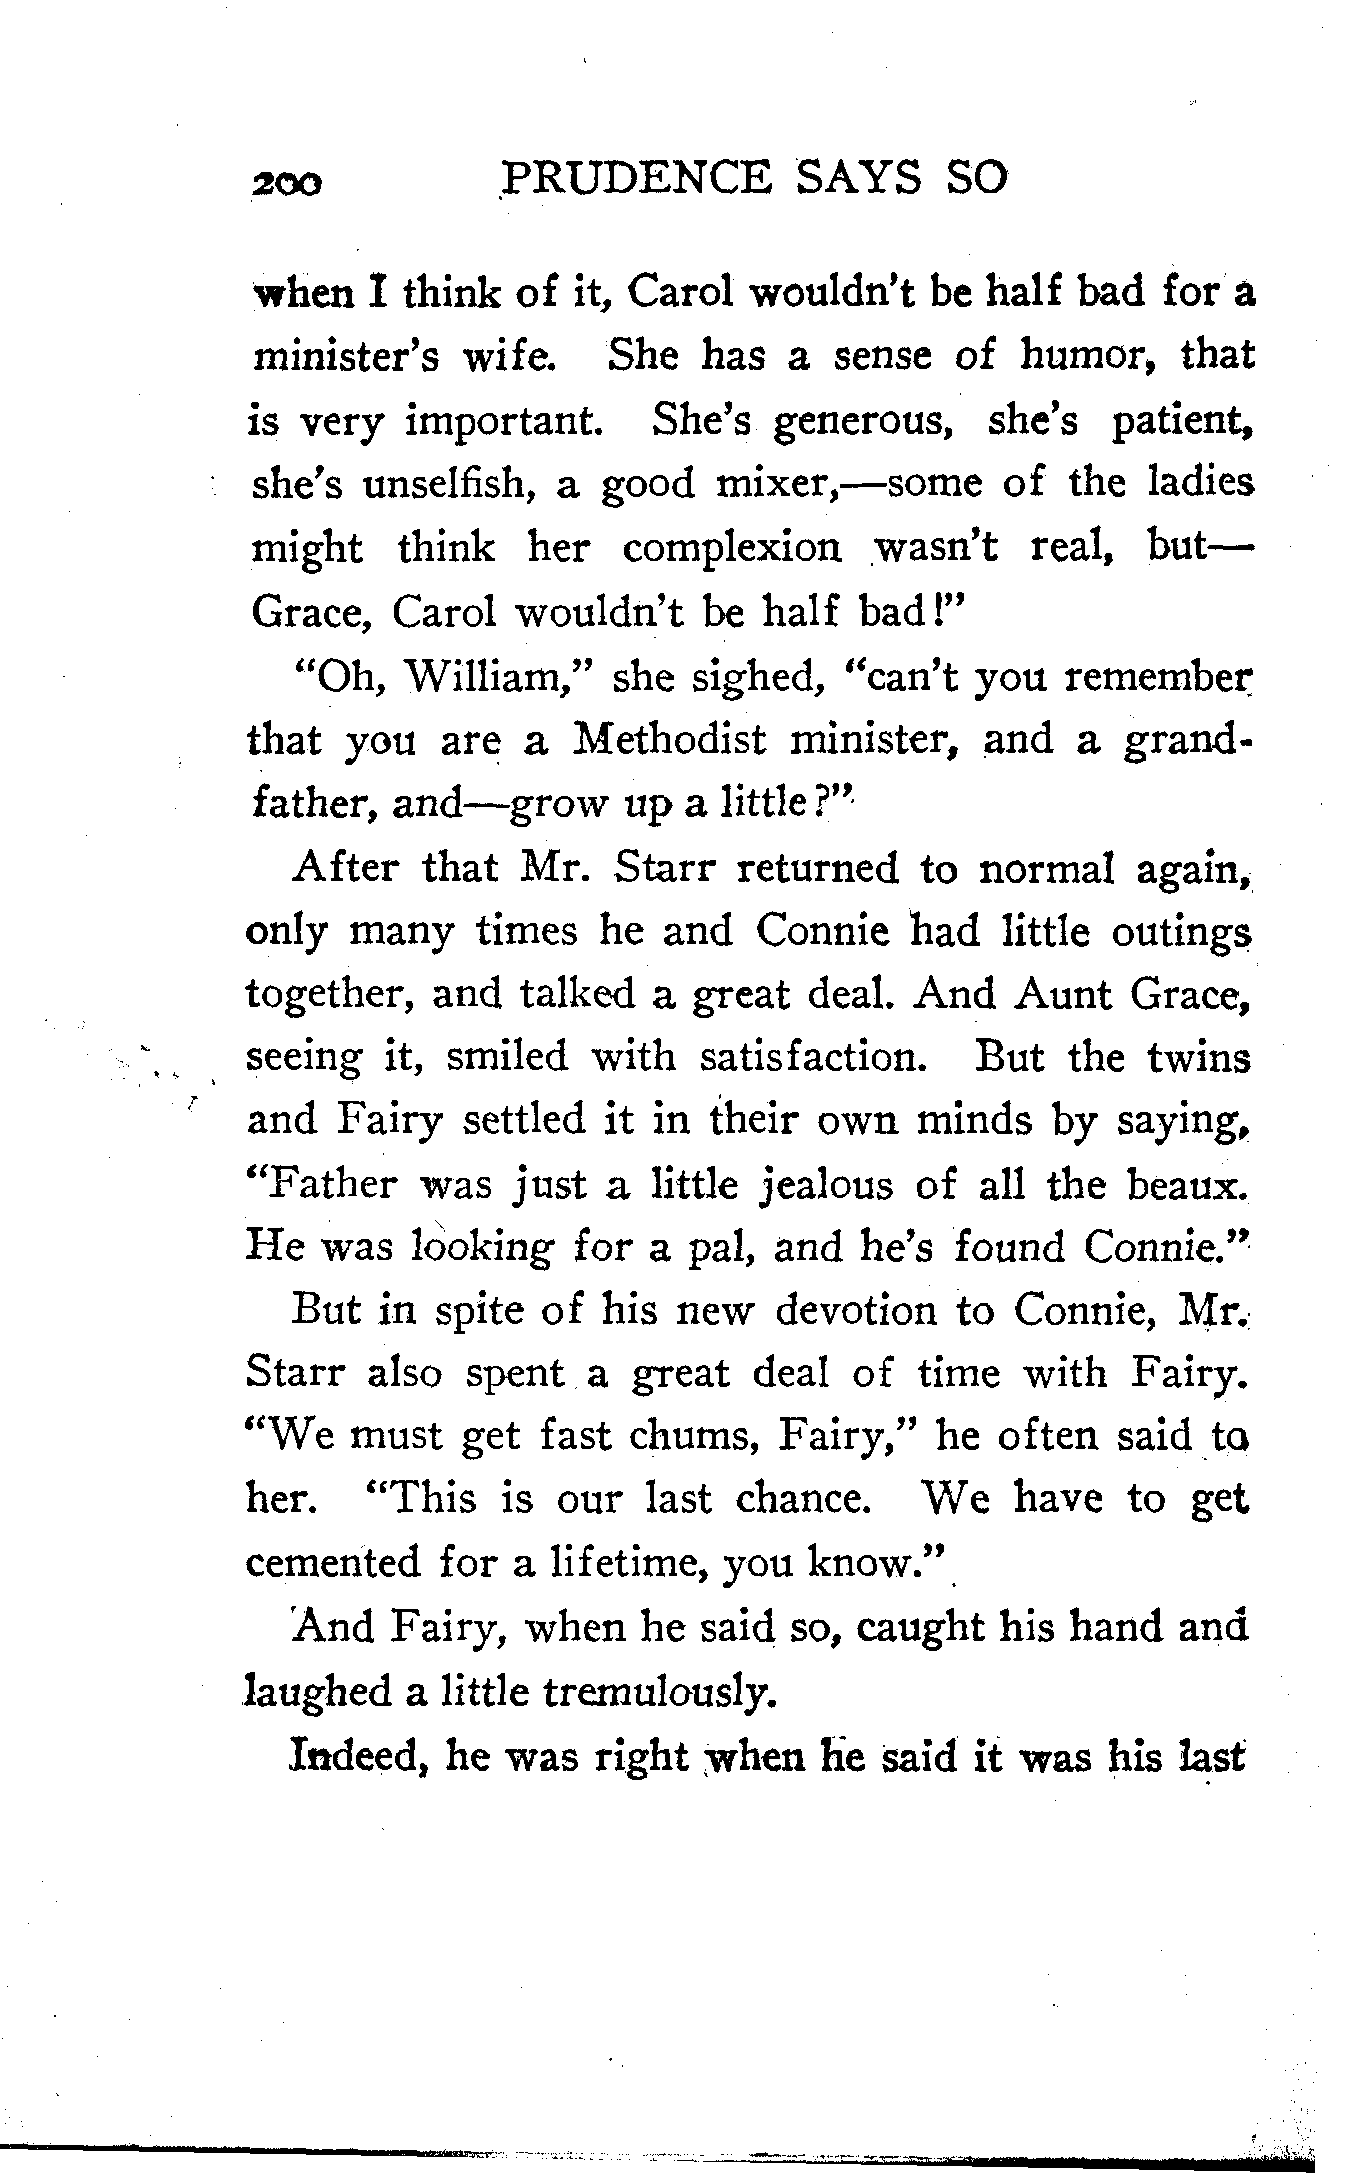 200 PRUDENCE SAYS SO
when I think of it, Carol wouldn't be half bad for a
minister's wife. She has a sense of humor, that
is very important. She's generous, she's patient,
she's unselfish, a good mixer,—some of the ladies
might think her complexion wasn't real, but—
Grace, Carol wouldn't be half bad!"
"Oh, William," she sighed, "can't you remember
that you are a Methodist minister, and a grand-
father, and—grow up a little?"
After that Mr. Starr returned to normal again,
only many times he and Connie had little outings
together, and talked a great deal. And Aunt Grace,
seeing it, smiled with satisfaction. But the twins
and Fairy settled it in their own minds by saying,
"Father was just a little jealous of all the beaux.
He was looking for a pal, and he's found Connie."
But in spite of his new devotion to Connie, Mr.
Starr also spent a great deal of time with Fairy.
"We must get fast chums, Fairy," he often said to
her. "This is our last chance. We have to get
cemented for a lifetime, you know."
And Fairy, when he said so, caught his hand and
laughed a little tremulously.
Indeed, he was right when he said it was his last